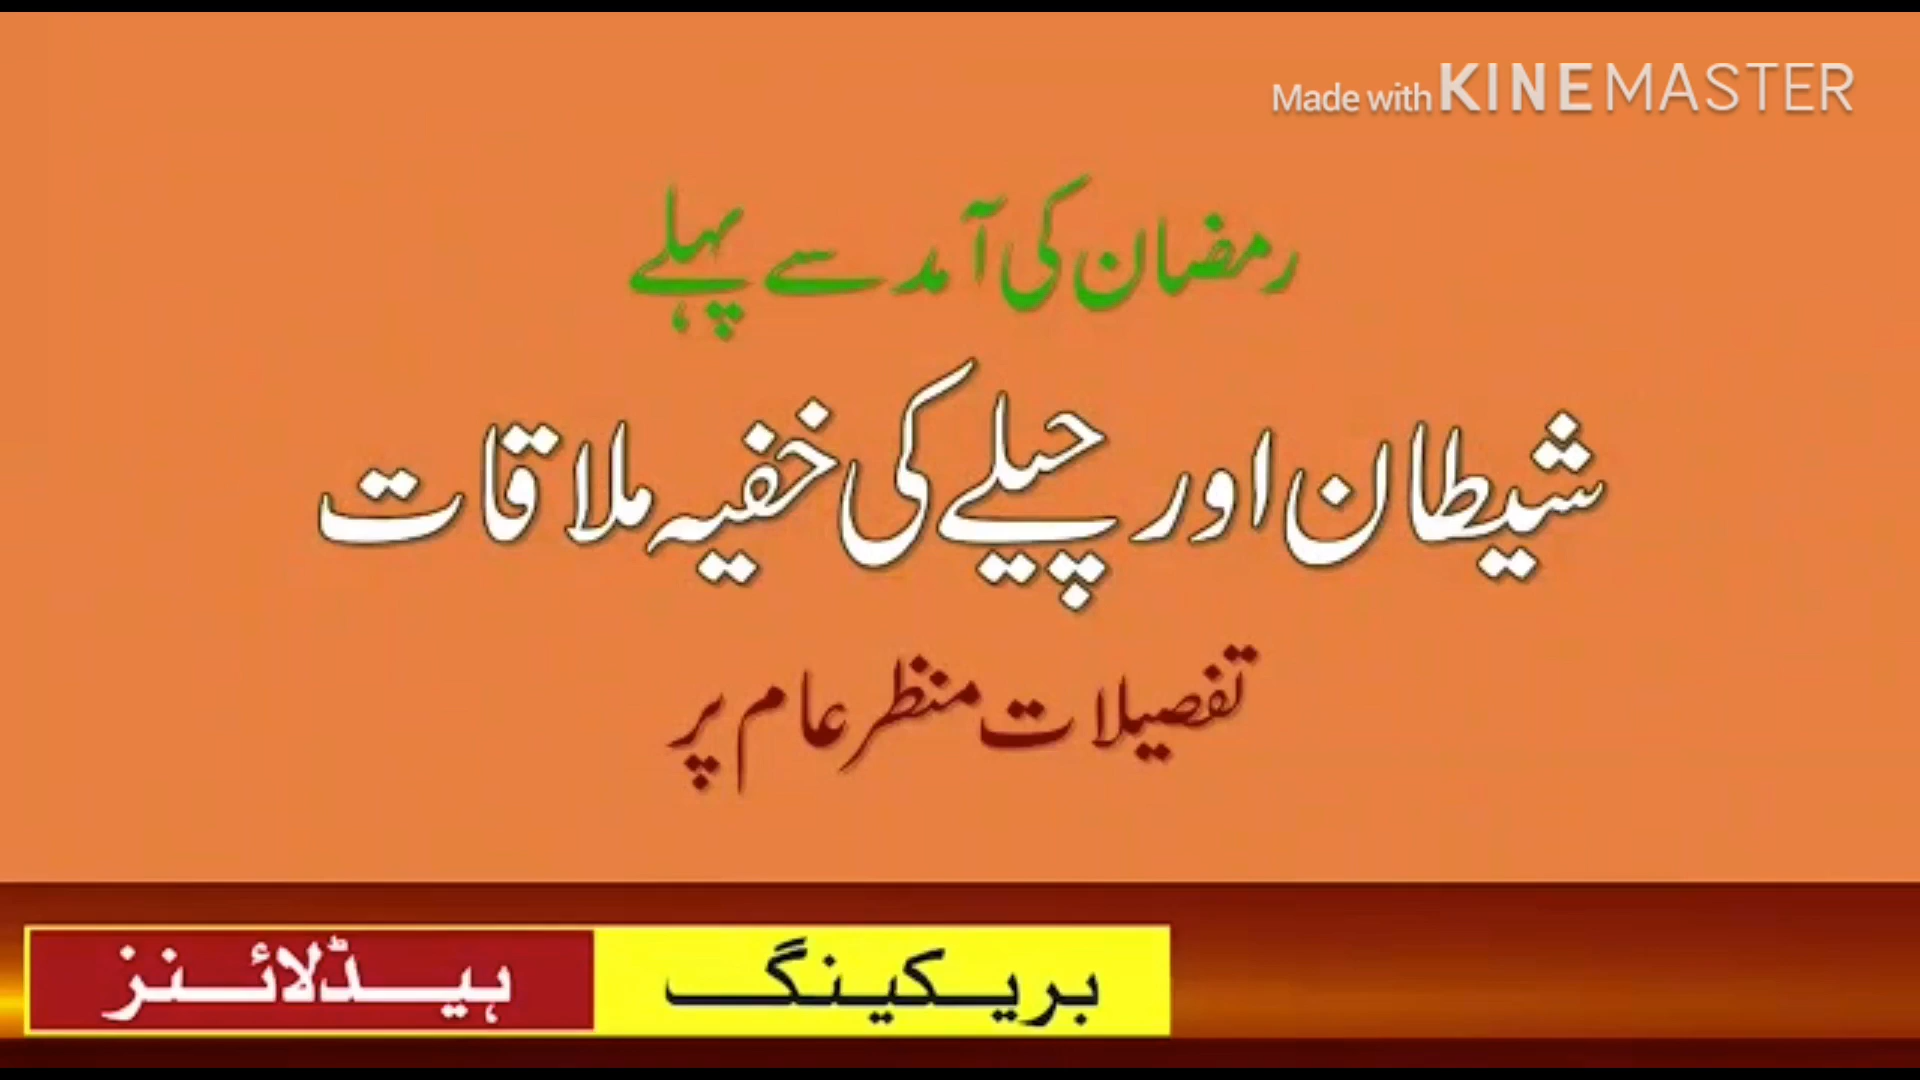 Made with KINEMASTER
رمضان کی آمد سے پہلے
شیطان اور چیلے کی خفیہ ملاقات
تفصیلات منظر عام پر
بریکینگ ہیڈلائنز